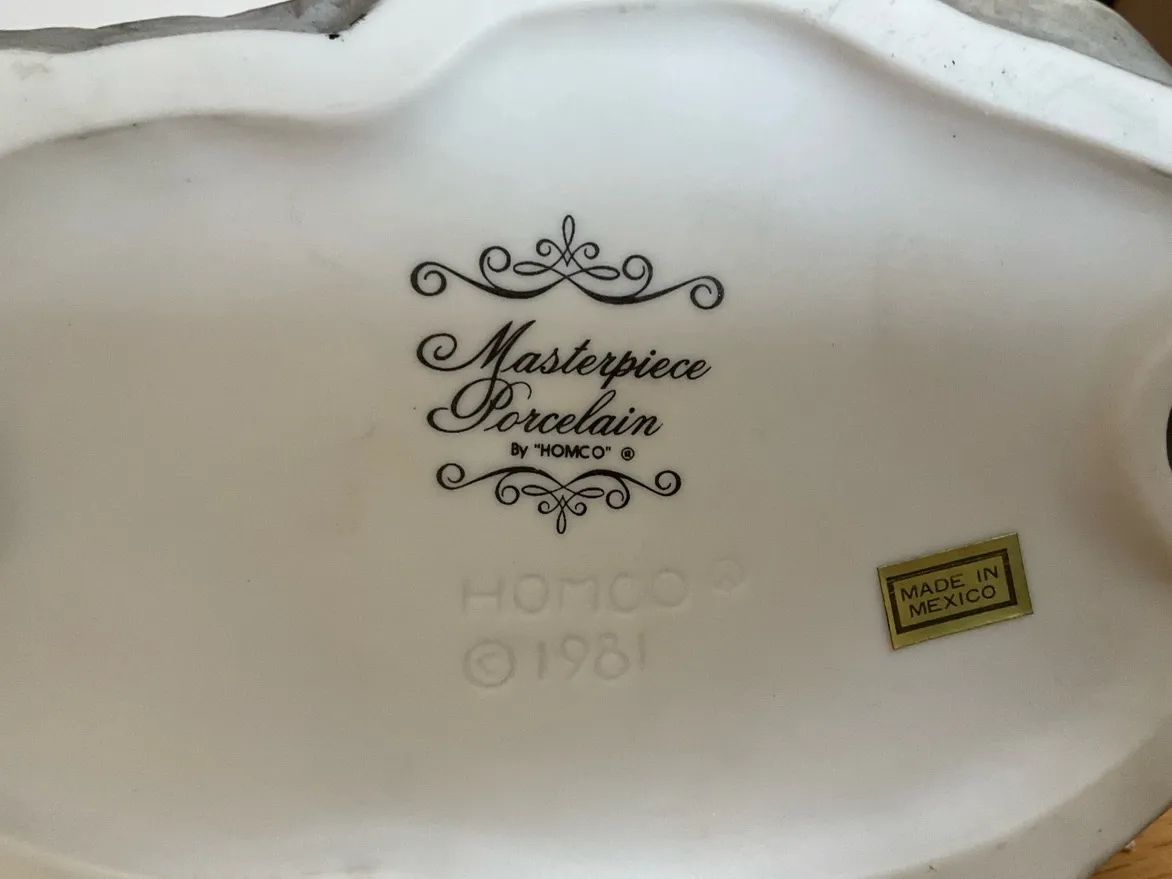 Masterpiece
Porcelain
By "HOMCO" ®
HOMCO ®
© 1981
MADE IN
MEXICO